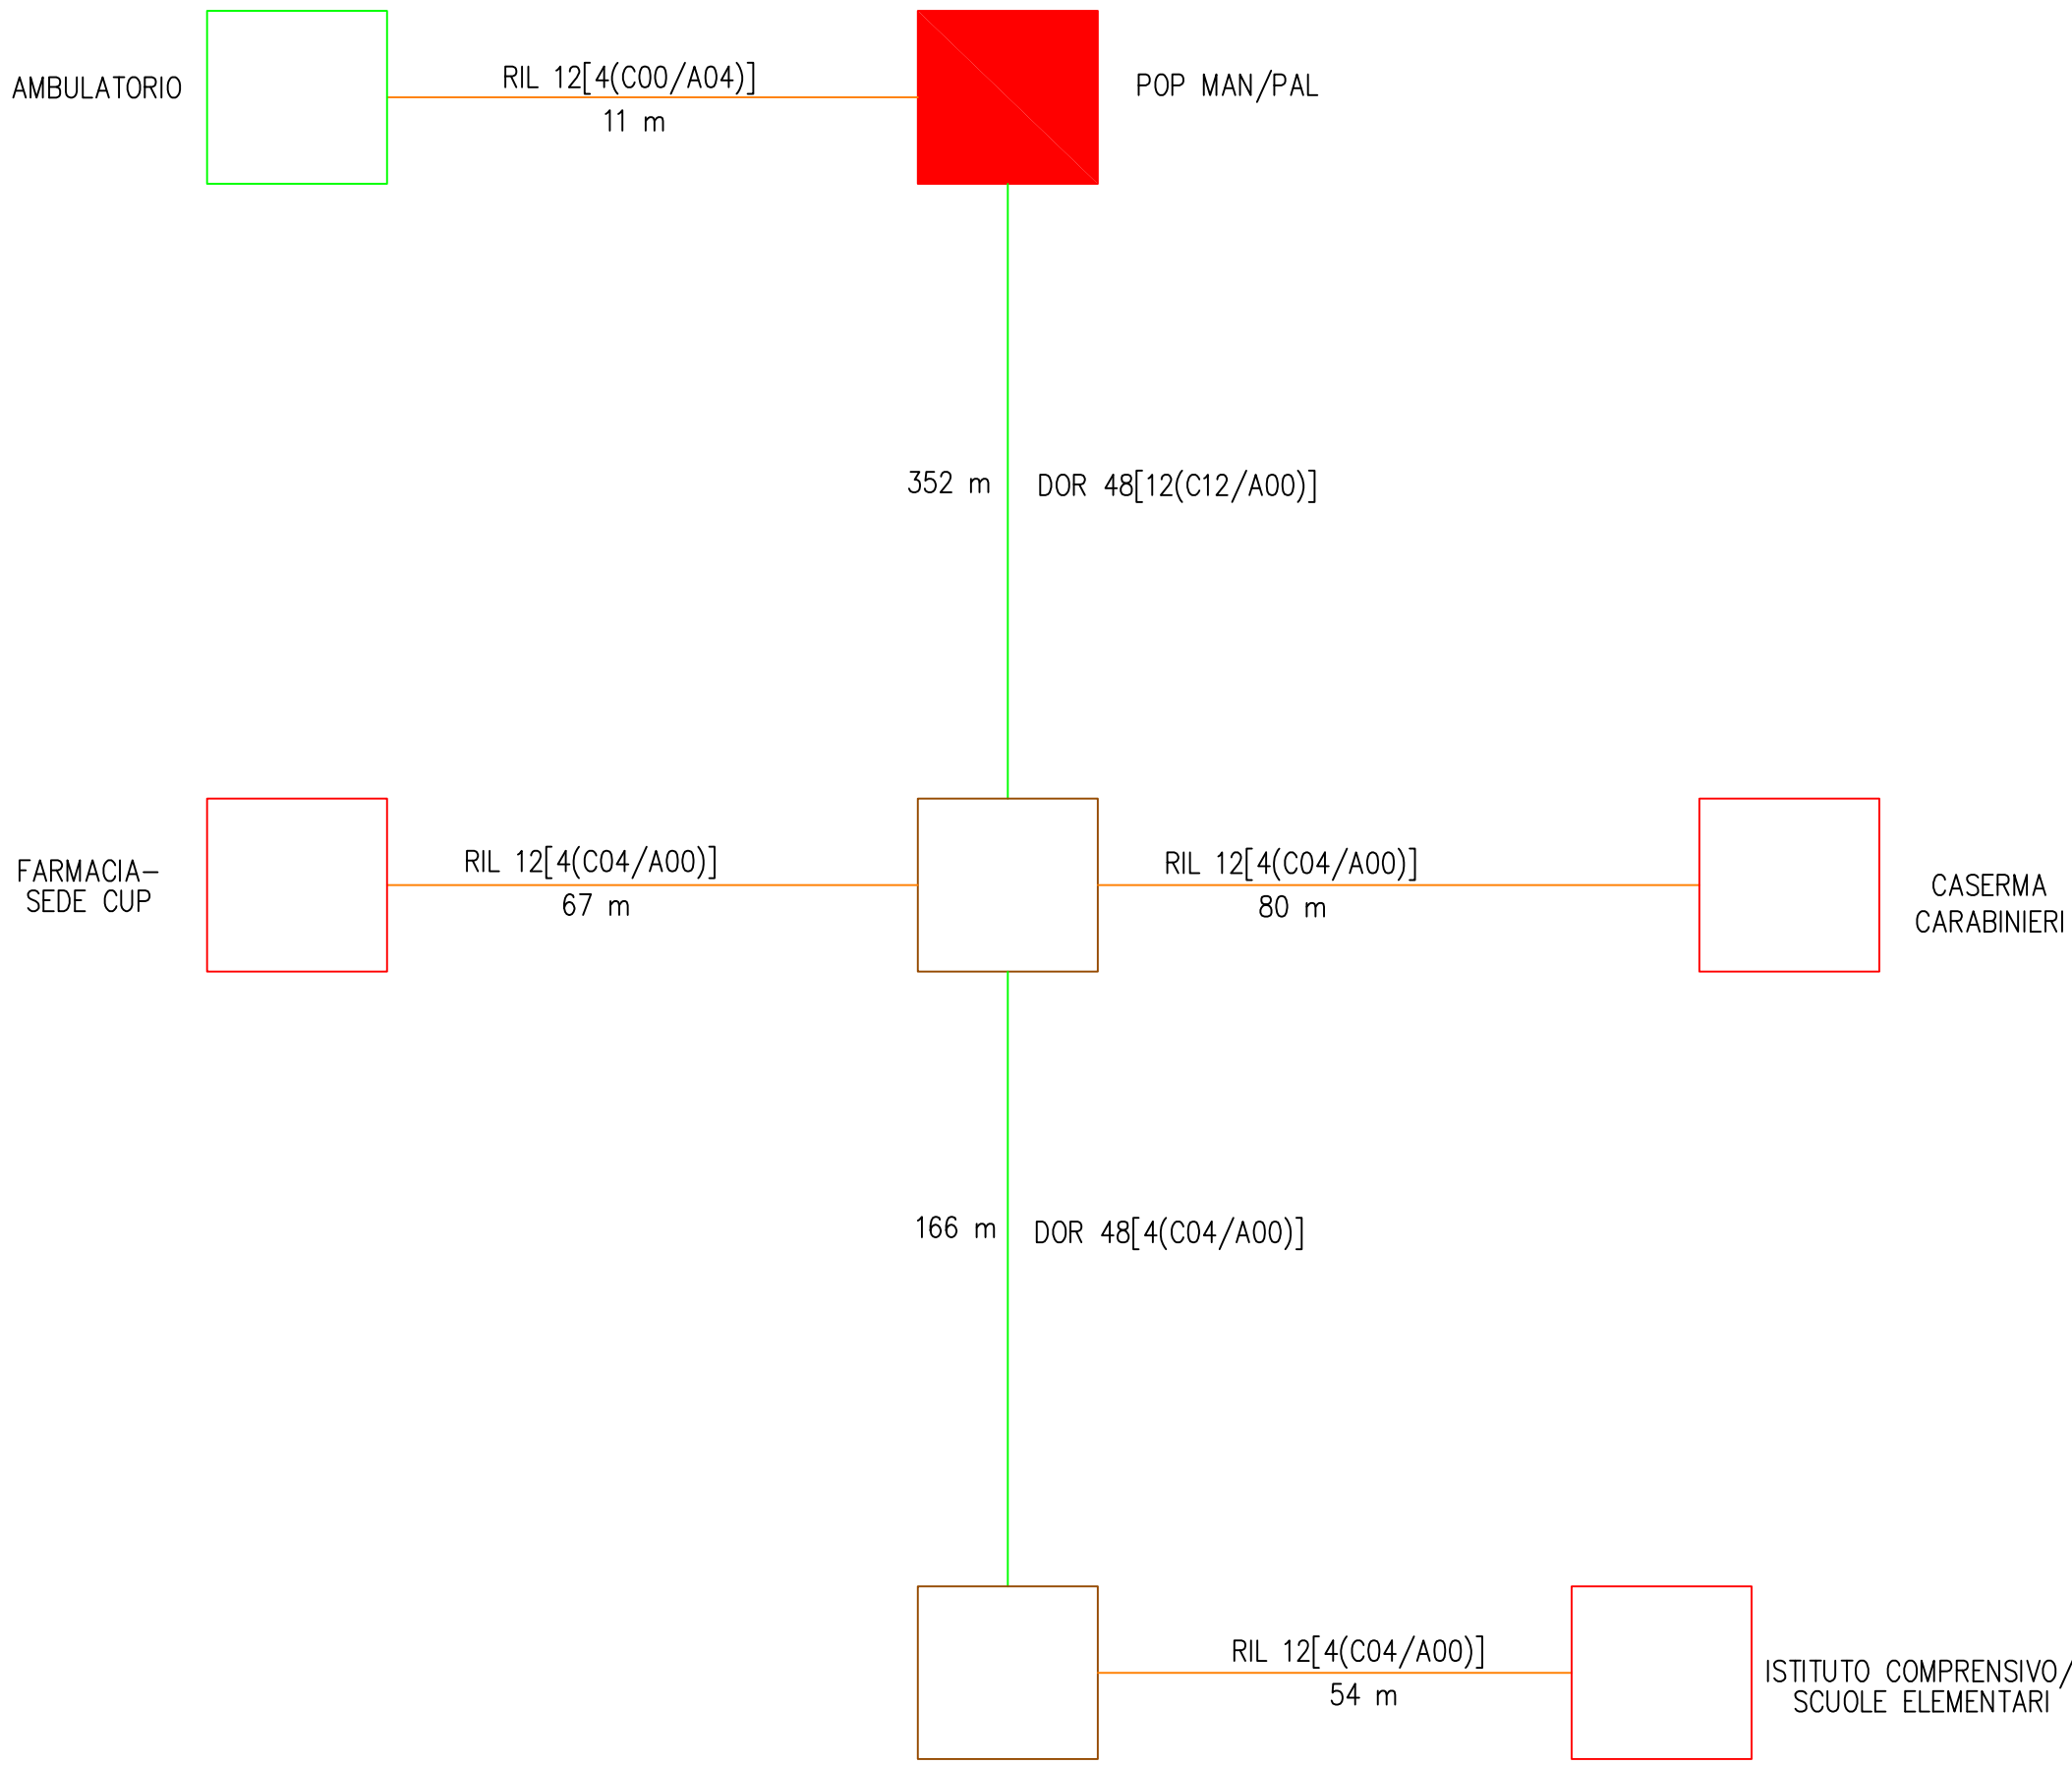 AMBULATORIO
RIL 12[4(C00/A04)]
11 m
POP MAN/PAL
352 m
DOR 48[12(C12/A00)]
FARMACIA-
SEDE CUP
RIL 12[4(C04/A00)]
67 m
RIL 12[4(C04/A00)]
80 m
CASERMA
CARABINIERI
166 m
DOR 48[4(C04/A00)]
RIL 12[4(C04/A00)]
54 m
ISTITUTO COMPRENSIVO/
SCUOLE ELEMENTARI